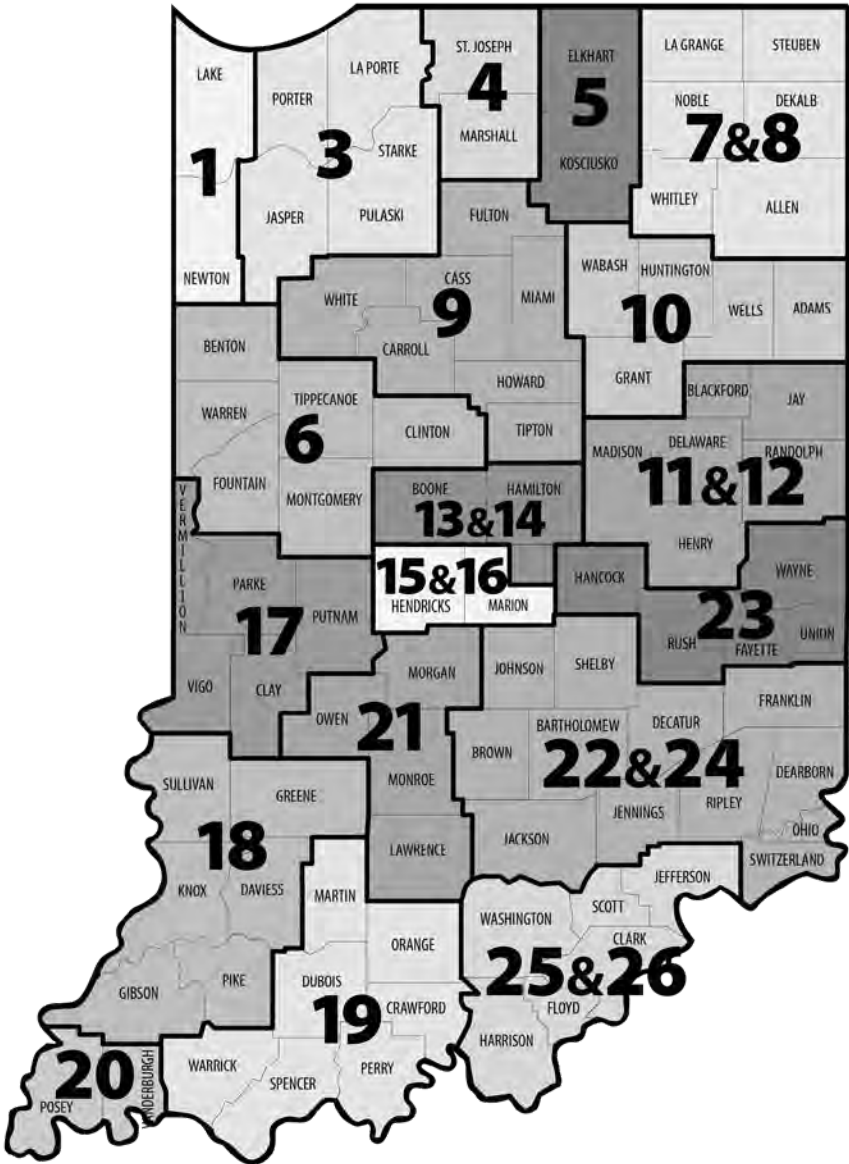 LAKE
PORTER
LA PORTE
ST. JOSEPH
ELKHART
LA GRANGE
STEUBEN
1
3
4
5
7&8
NOBLE
DEKALB
MARSHALL
STARKE
KOSCIUSKO
JASPER
PULASKI
WHITLEY
ALLEN
NEWTON
FULTON
WABASH
HUNTINGTON
WHITE
CASS
MIAMI
9
10
WELLS
ADAMS
BENTON
CARROLL
GRANT
HOWARD
BLACKFORD
JAY
WARREN
TIPPECANOE
6
CLINTON
TIPTON
MADISON
DELAWARE
RANDOLPH
11&12
FOUNTAIN
MONTGOMERY
BOONE
HAMILTON
13&14
HENRY
VERMILLION
PARKE
PUTNAM
17
15&16
HENDRICKS
MARION
HANCOCK
WAYNE
23
RUSH
FAYETTE
UNION
VIGO
CLAY
OWEN
MORGAN
21
JOHNSON
SHELBY
FRANKLIN
BROWN
BARTHOLOMEW
DECATUR
22&24
DEARBORN
SULLIVAN
GREENE
MONROE
JENNINGS
RIPLEY
OHIO
18
LAWRENCE
JACKSON
SWITZERLAND
KNOX
DAVIESS
MARTIN
JEFFERSON
WASHINGTON
SCOTT
CLARK
25&26
ORANGE
GIBSON
PIKE
DUBOIS
CRAWFORD
19
FLOYD
HARRISON
20
POSEY
VANDERBURGH
WARRICK
SPENCER
PERRY